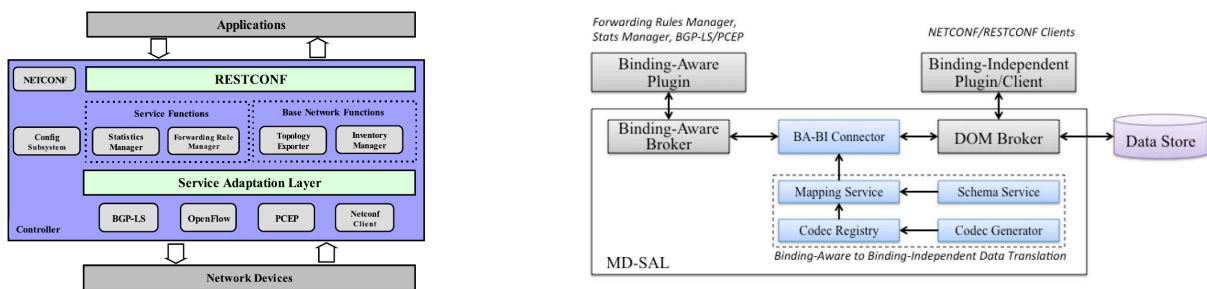 Applications
NETCONF
RESTCONF
Service Functions
Base Network Functions
Config
Subsystem
Statistics
Manager
Forwarding Rule
Manager
Topology
Exporter
Inventory
Manager
Service Adaptation Layer
BGP-LS
OpenFlow
PCEP
Netconf
Client
Controller
Network Devices
Forwarding Rules Manager,
Stats Manager, BGP-LS/PCEP
NETCONF/RESTCONF Clients
Binding-Aware
Plugin
Binding-Independent
Plugin/Client
Binding-Aware
Broker
BA-BI Connector
DOM Broker
Data Store
Mapping Service
Schema Service
Codec Registry
Codec Generator
Binding-Aware to Binding-Independent Data Translation
MD-SAL